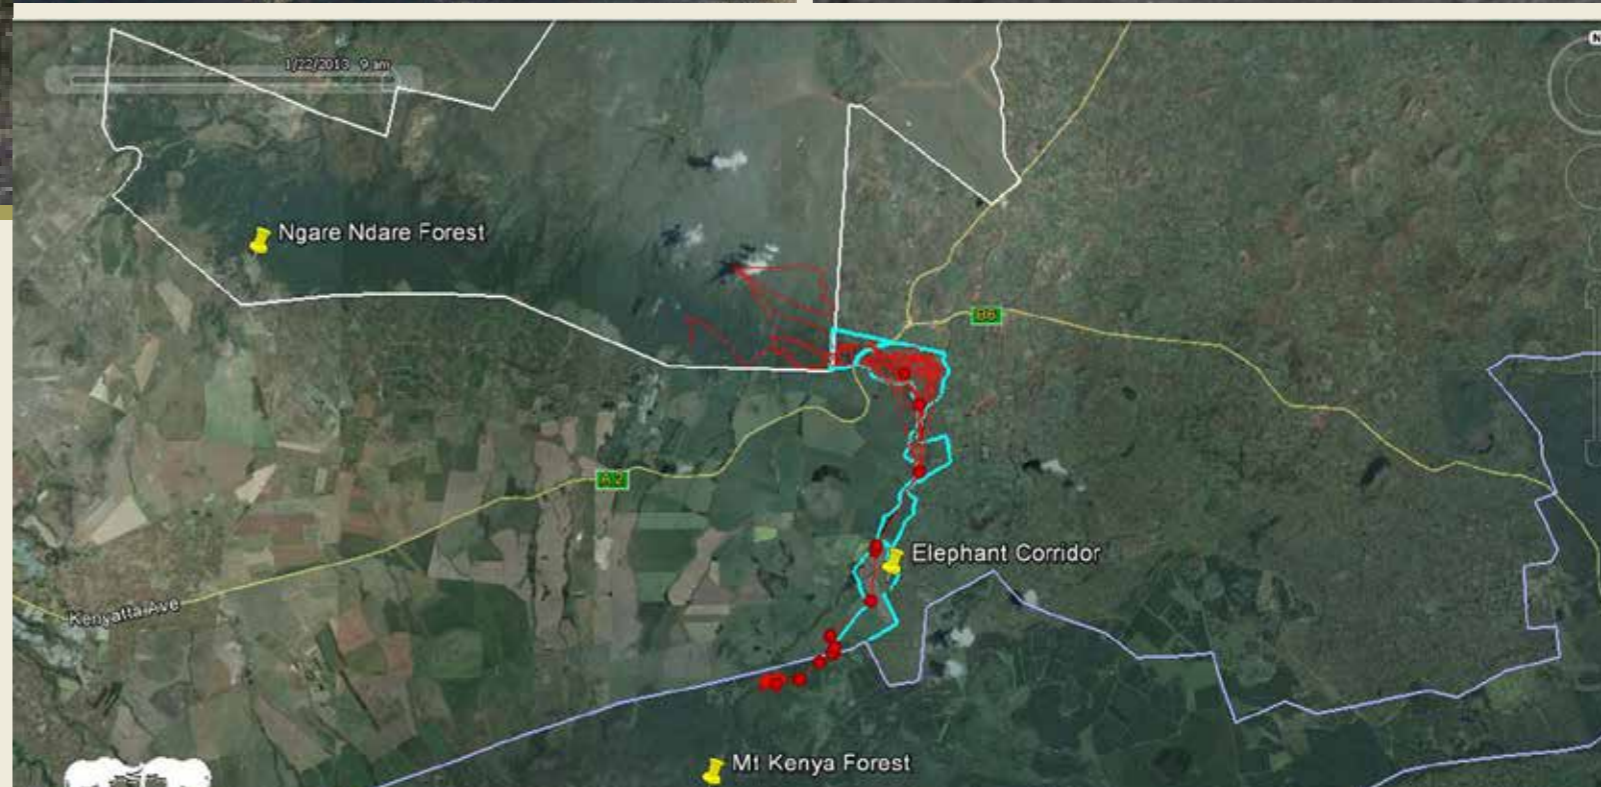 1/22/2013 9 am
N
Ngare Ndare Forest
B6
A2
Elephant Corridor
Kenyatta Ave
Mt Kenya Forest